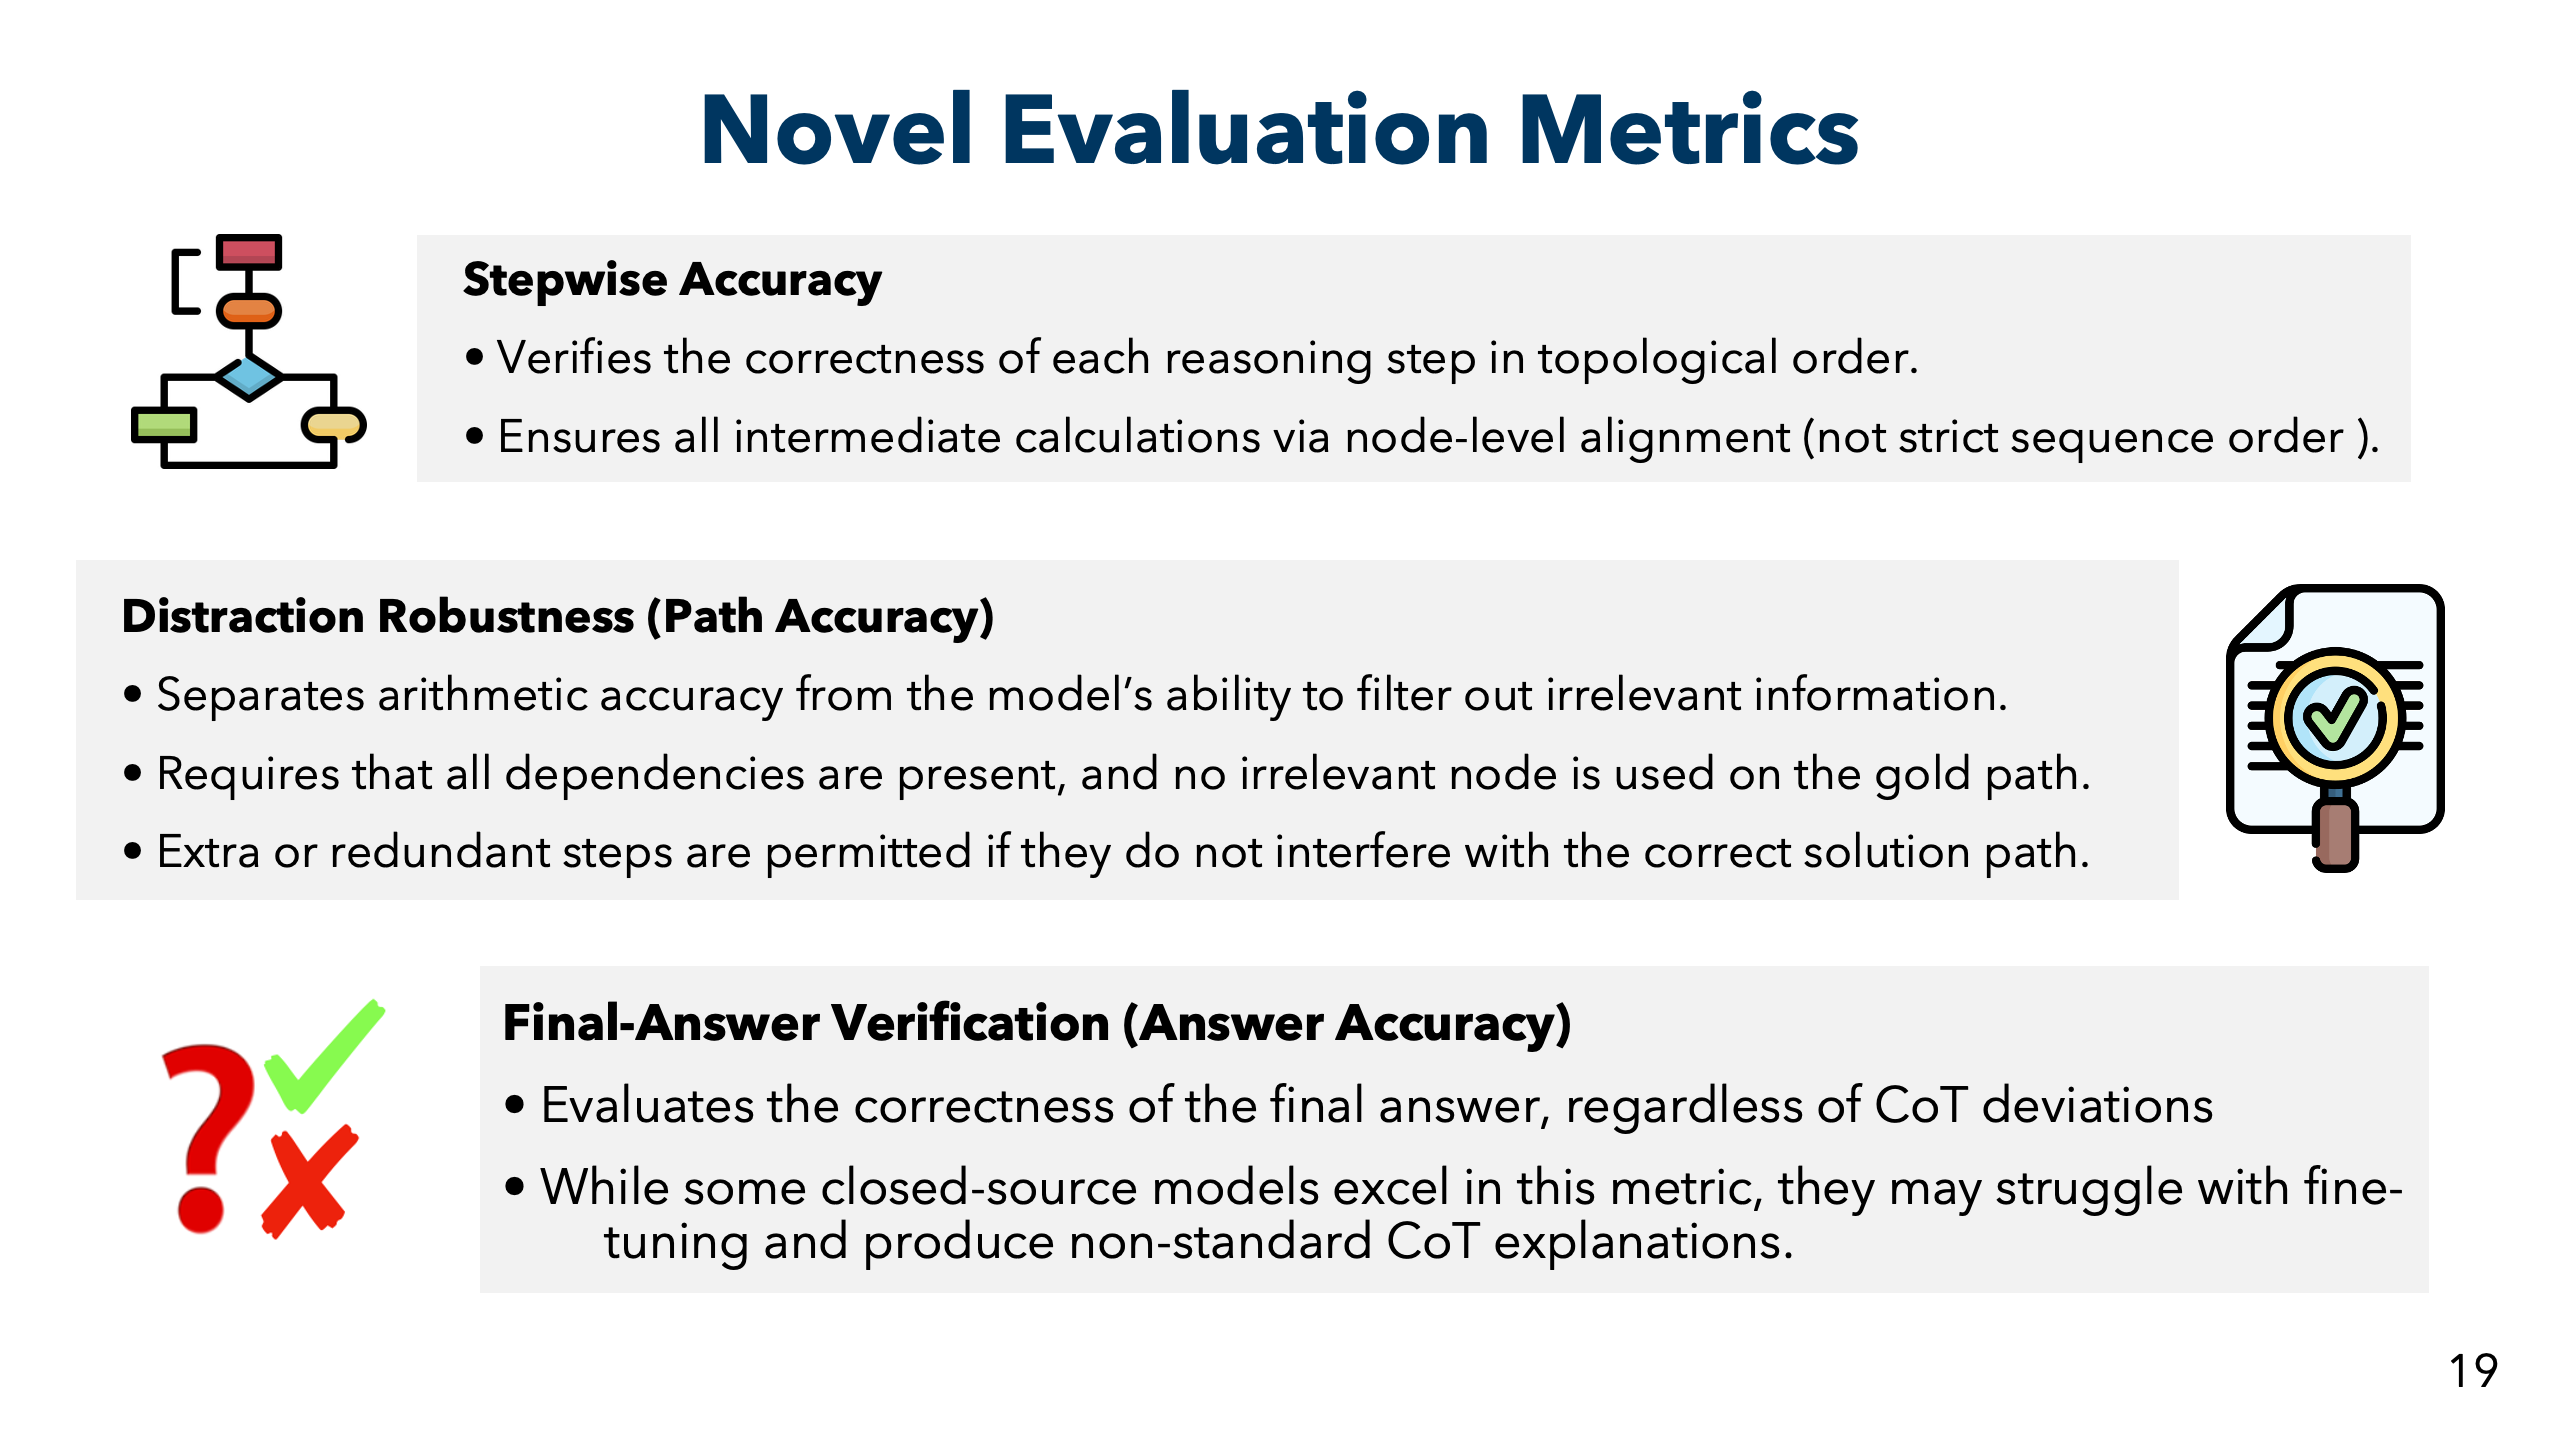 Novel Evaluation Metrics
Stepwise Accuracy
• Verifies the correctness of each reasoning step in topological order.
• Ensures all intermediate calculations via node-level alignment (not strict sequence order ).
Distraction Robustness (Path Accuracy)
• Separates arithmetic accuracy from the model’s ability to filter out irrelevant information.
• Requires that all dependencies are present, and no irrelevant node is used on the gold path.
• Extra or redundant steps are permitted if they do not interfere with the correct solution path.
Final-Answer Verification (Answer Accuracy)
• Evaluates the correctness of the final answer, regardless of CoT deviations
• While some closed-source models excel in this metric, they may struggle with fine-
tuning and produce non-standard CoT explanations.
19